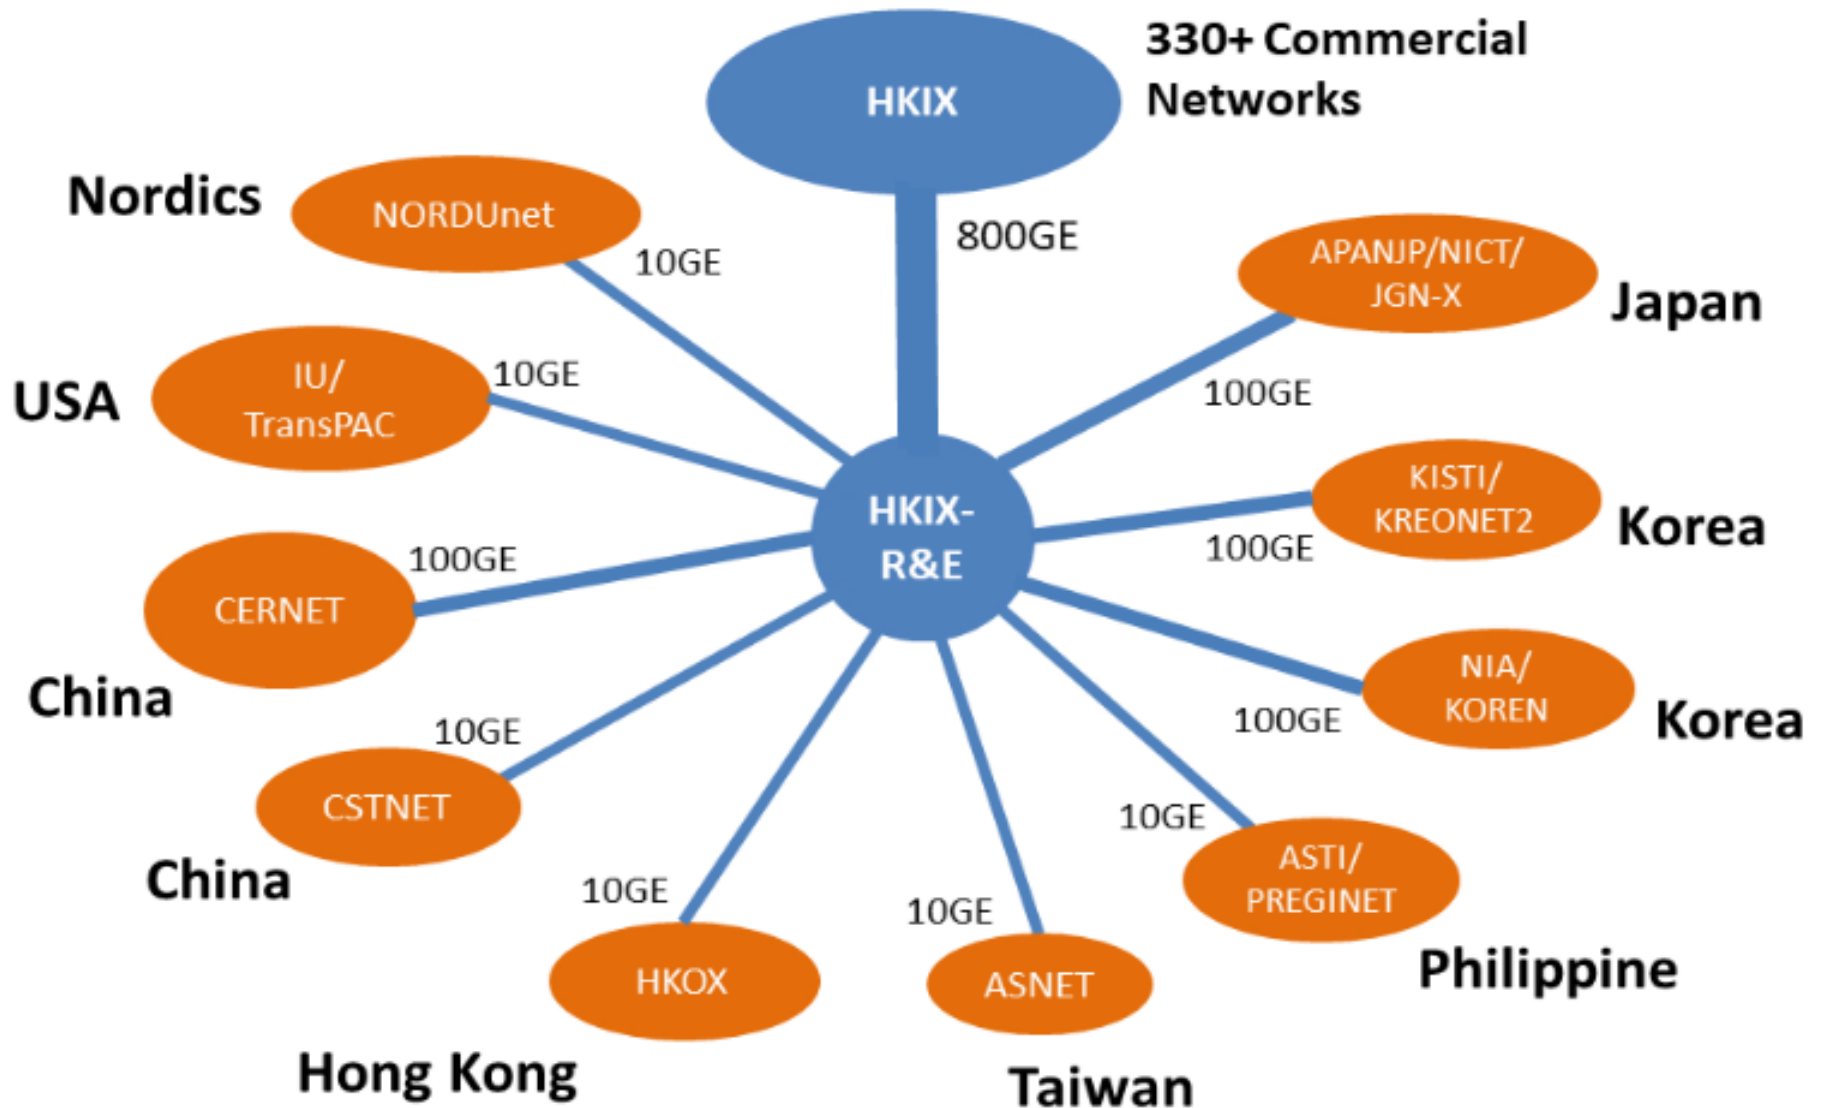 HKIX
330+ Commercial
Networks
800GE
Nordics
NORDUnet
10GE
APANJP/NICT/
JGN-X
Japan
100GE
USA
IU/
TransPAC
10GE
HKIX-
R&E
KISTI/
KREONET2
Korea
100GE
CERNET
100GE
China
NIA/
KOREN
Korea
100GE
CSTNET
10GE
China
10GE
ASTI/
PREGINET
Philippine
10GE
HKOX
Hong Kong
10GE
ASNET
Taiwan